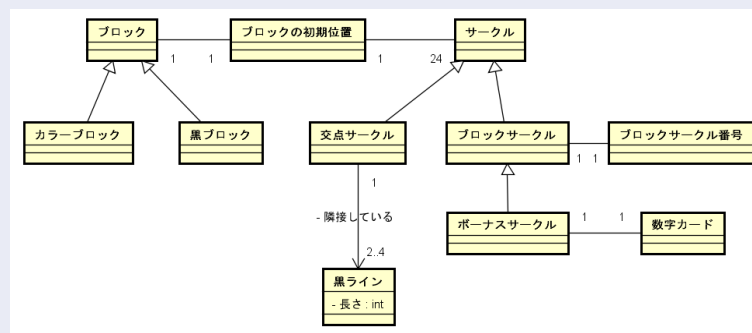 ブロック
ブロックの初期位置
サークル
1
1
1
24
カラーブロック
黒ブロック
交点サークル
ブロックサークル
ブロックサークル番号
1
1
1
- 隣接している
ボーナスサークル
1
1
数字カード
2..4
黒ライン
- 長さ : int